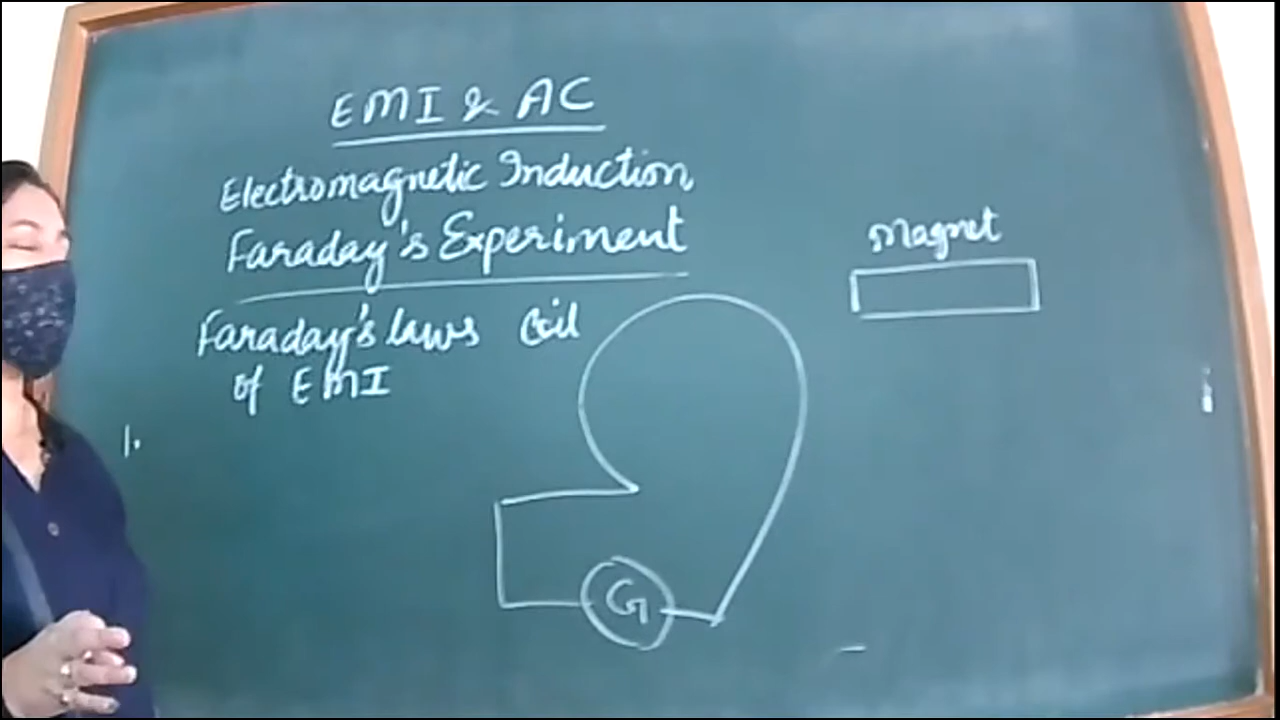 EMI & AC
Electromagnetic Induction
Faraday's Experiment
Magnet
Faraday's laws
of EMI
Coil
1.
G